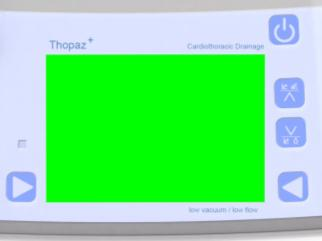 Thopaz+
Cardiothoracic Drainage
low vacuum / low flow